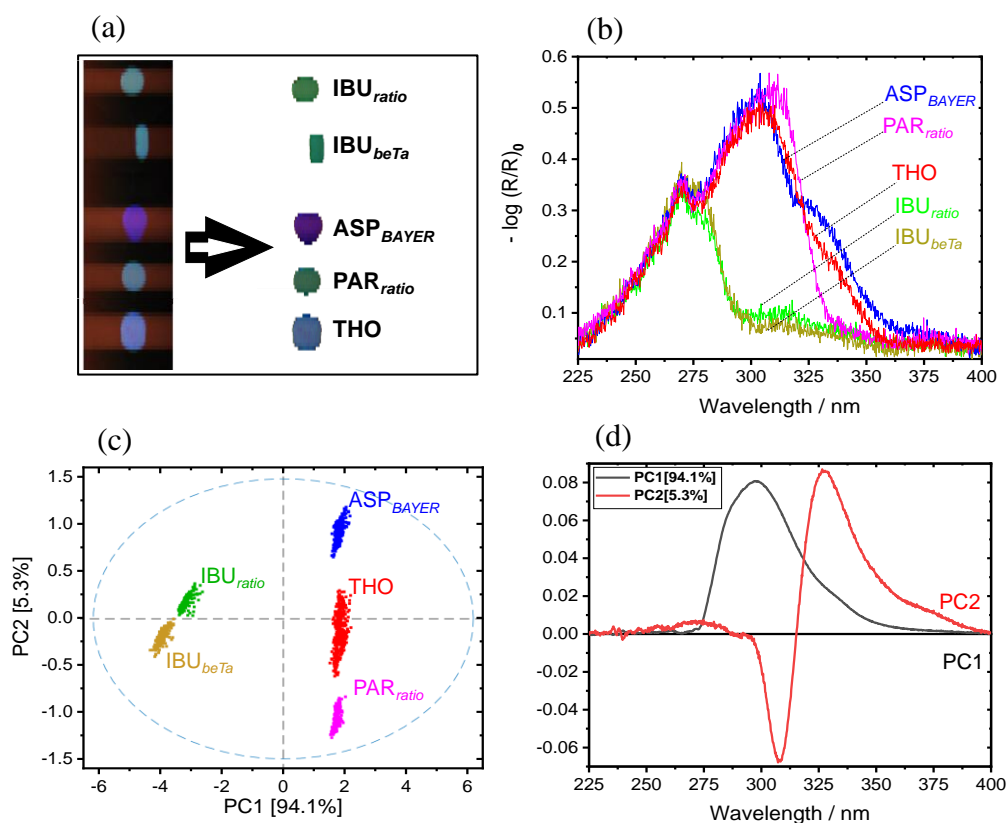 (a)
IBUratio
IBUbeTa
ASPBAYER
PARratio
THO
(b)
0.5
0.4
0.3
0.2
0.1
- log (R/R)0
225 250 275 300 325 350 375 400
Wavelength / nm
ASPBAYER
PARratio
THO
IBUratio
IBUbeTa
(c)
1.5
1.0
0.5
0.0
-0.5
-1.0
-1.5
PC2 [5.3%]
-6 -4 -2 0 2 4 6
PC1 [94.1%]
ASPBAYER
IBUratio
THO
IBUbeTa
PARratio
(d)
PC1[94.1%]
PC2[5.3%]
0.08
0.06
0.04
0.02
0.00
-0.02
-0.04
-0.06
PC2
PC1
225 250 275 300 325 350 375 400
Wavelength / nm